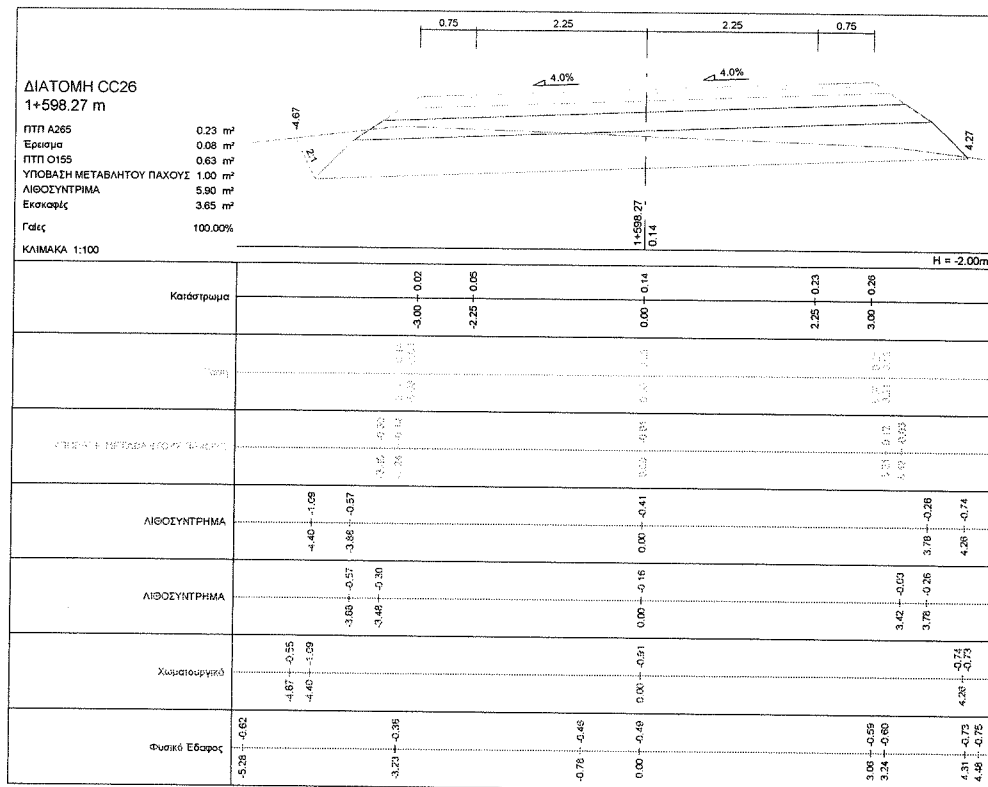 0.75 2.25 2.25 0.75
4.0% 4.0%
ΔΙΑΤΟΜΗ CC26
1+598.27 m
-4.67
2:1
4.27
ΠΤΠ Α265 0.23 m²
Έρεισμα 0.08 m²
ΠΤΠ Ο155 0.63 m²
ΥΠΟΒΑΣΗ ΜΕΤΑΒΛΗΤΟΥ ΠΑΧΟΥΣ 1.00 m²
ΛΙΘΟΣΥΝΤΡΙΜΑ 5.90 m²
Εκσκαφές 3.65 m²
Γαίες 100.00%
ΚΛΙΜΑΚΑ 1:100
1+598.27
0.14
H = -2.00m
Κατάστρωμα
-3.00 0.02
-2.25 0.05
0.00 0.14
2.25 0.23
3.00 0.26
ΛΙΘΟΣΥΝΤΡΗΜΑ
-4.40 -1.09
-3.88 -0.57
0.00 -0.41
3.78 -0.26
4.26 -0.74
ΛΙΘΟΣΥΝΤΡΗΜΑ
-0.57
-3.48 -0.30
0.00 -0.16
3.42 -0.03
3.78 -0.26
Χωματουργικό
-4.67 -0.55
-4.40 -1.09
0.00 -0.91
4.26 -0.74
-0.73
Φυσικό Έδαφος
-5.28 -0.62
-3.23 -0.36
-0.78 -0.46
0.00 -0.49
3.06 -0.59
3.24 -0.60
4.31 -0.73
4.48 -0.75